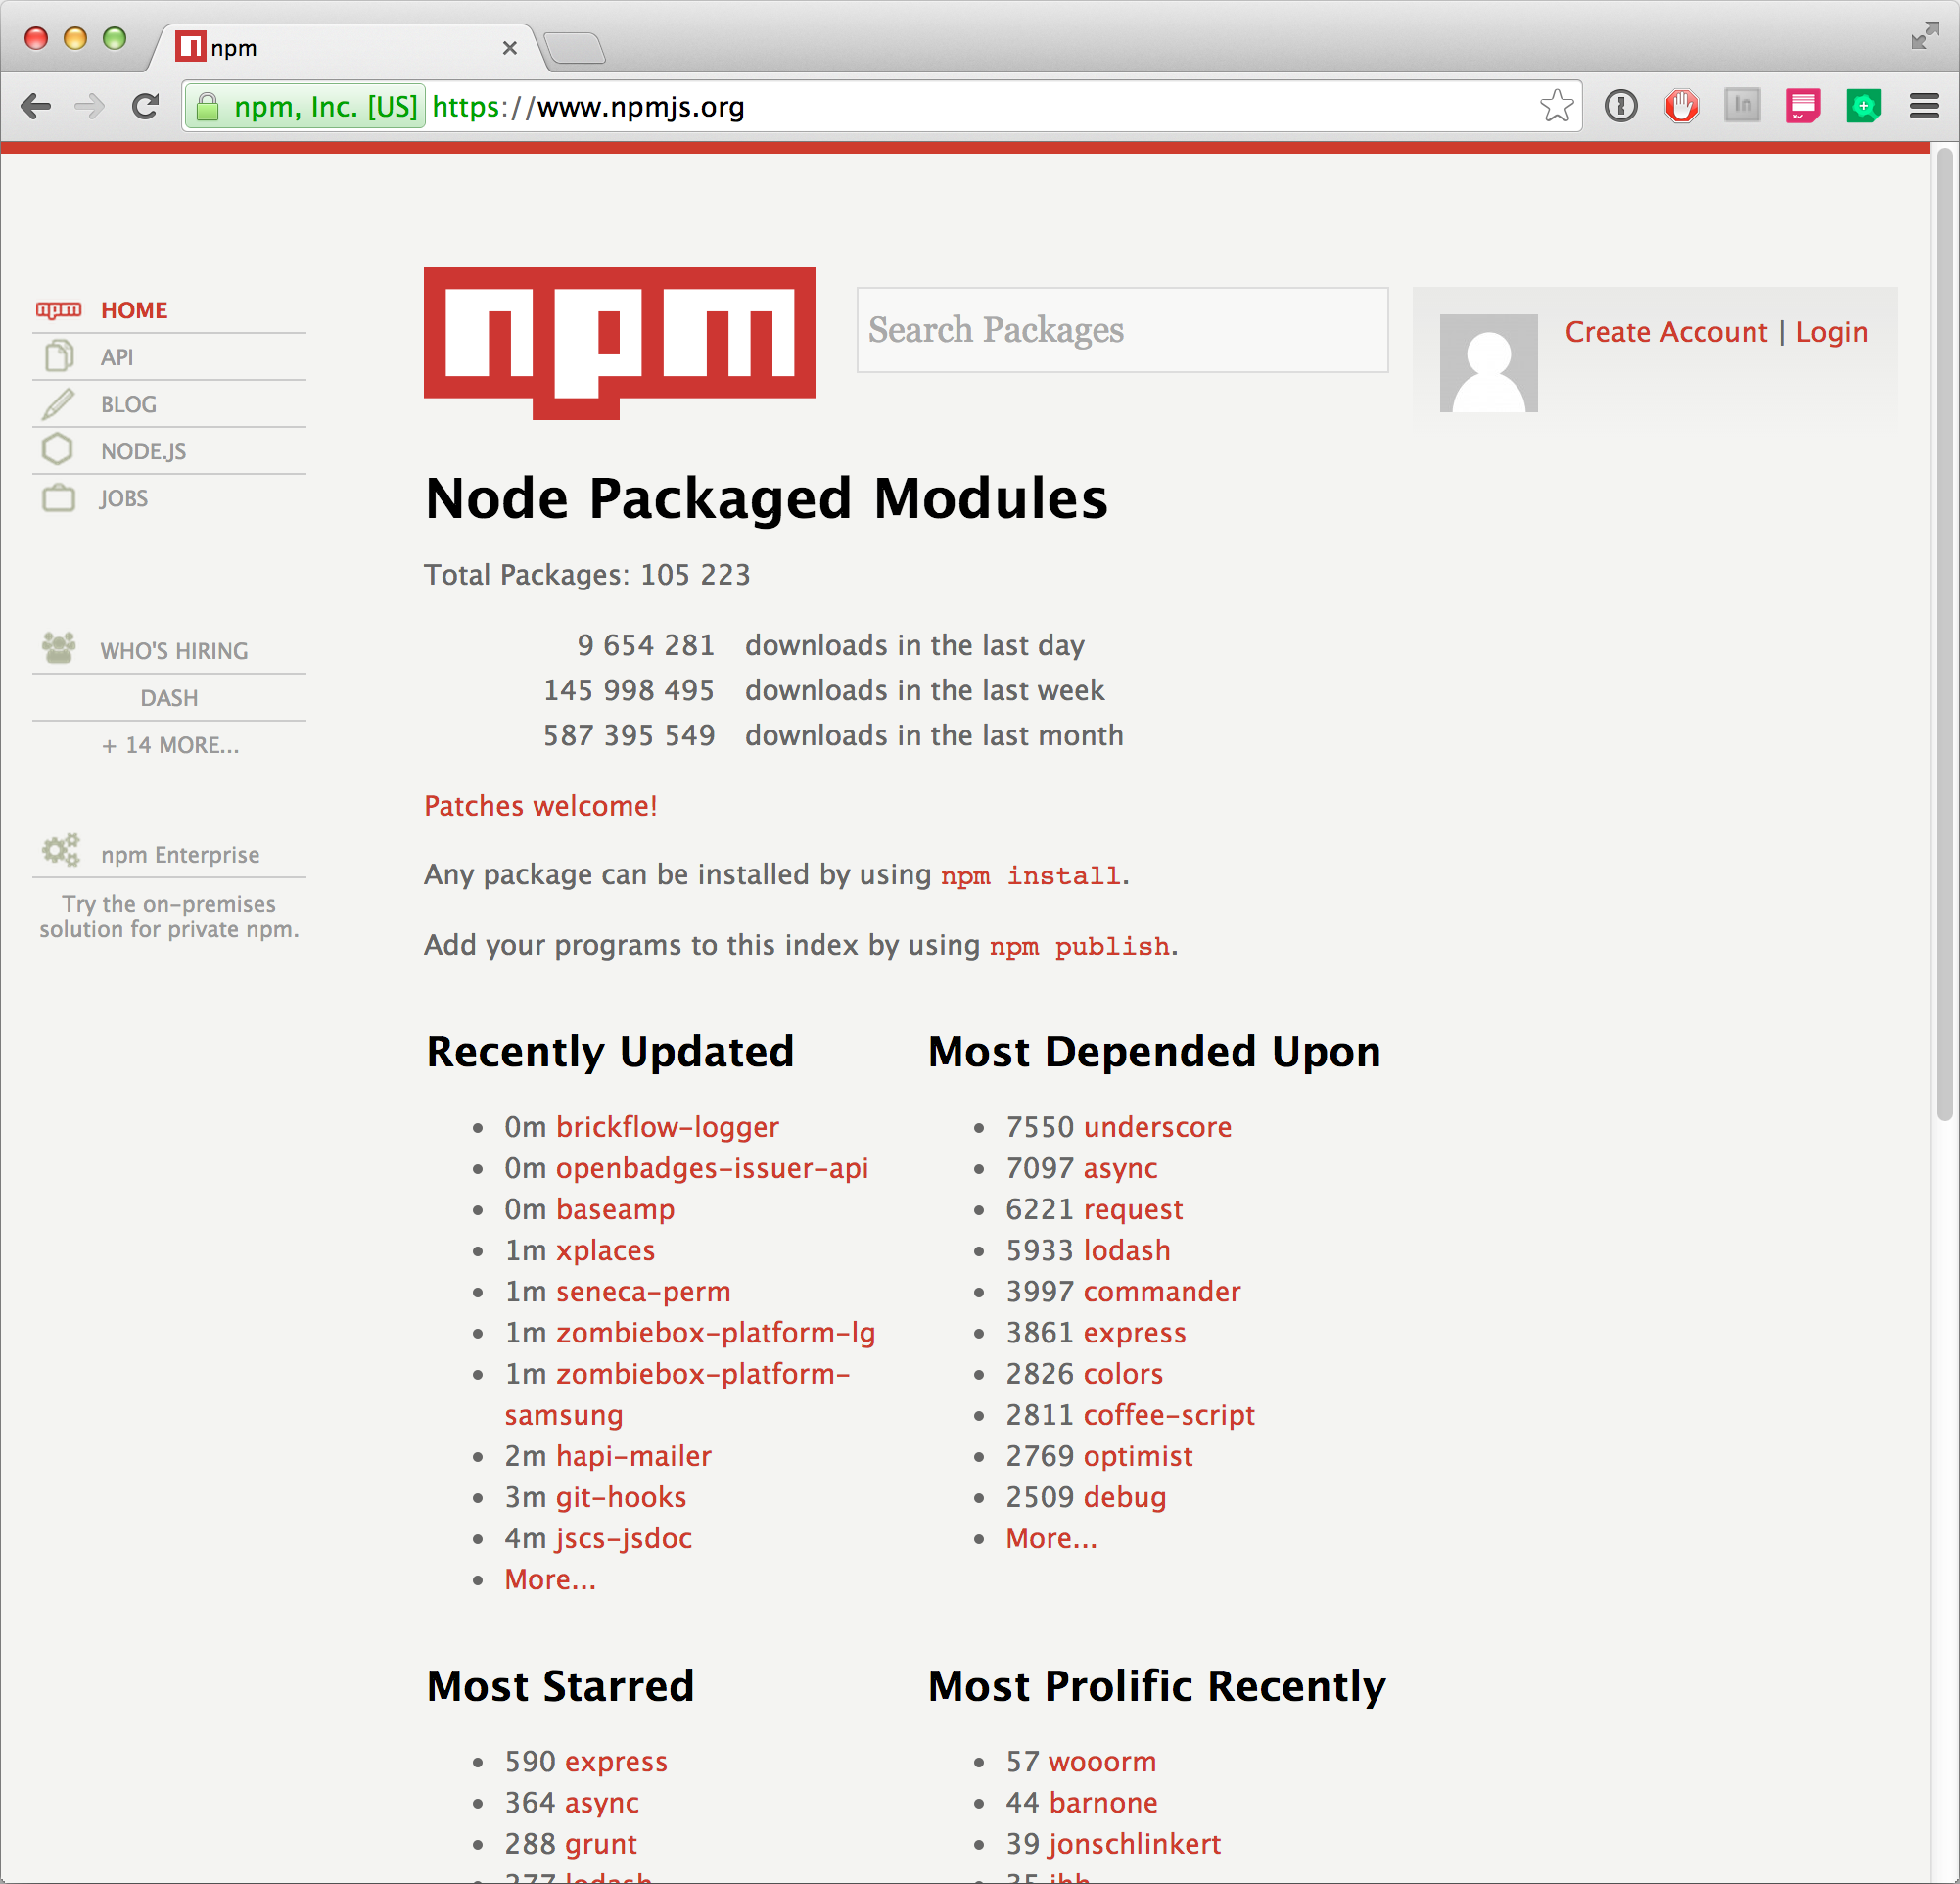 npm
npm, Inc. [US] https://www.npmjs.org
npm
Search Packages
Create Account | Login
HOME
API
BLOG
NODE.JS
JOBS
WHO'S HIRING
DASH
+ 14 MORE...
npm Enterprise
Try the on-premises
solution for private npm.
Node Packaged Modules
Total Packages: 105 223
9 654 281 downloads in the last day
145 998 495 downloads in the last week
587 395 549 downloads in the last month
Patches welcome!
Any package can be installed by using npm install.
Add your programs to this index by using npm publish.
Recently Updated
0m brickflow-logger
0m openbadges-issuer-api
0m baseamp
1m xplaces
1m seneca-perm
1m zombiebox-platform-lg
1m zombiebox-platform-
samsung
2m hapi-mailer
3m git-hooks
4m jscs-jsdoc
More...
Most Depended Upon
7550 underscore
7097 async
6221 request
5933 lodash
3997 commander
3861 express
2826 colors
2811 coffee-script
2769 optimist
2509 debug
More...
Most Starred
590 express
364 async
288 grunt
277 lodash
Most Prolific Recently
57 wooorm
44 barnone
39 jonschlinkert